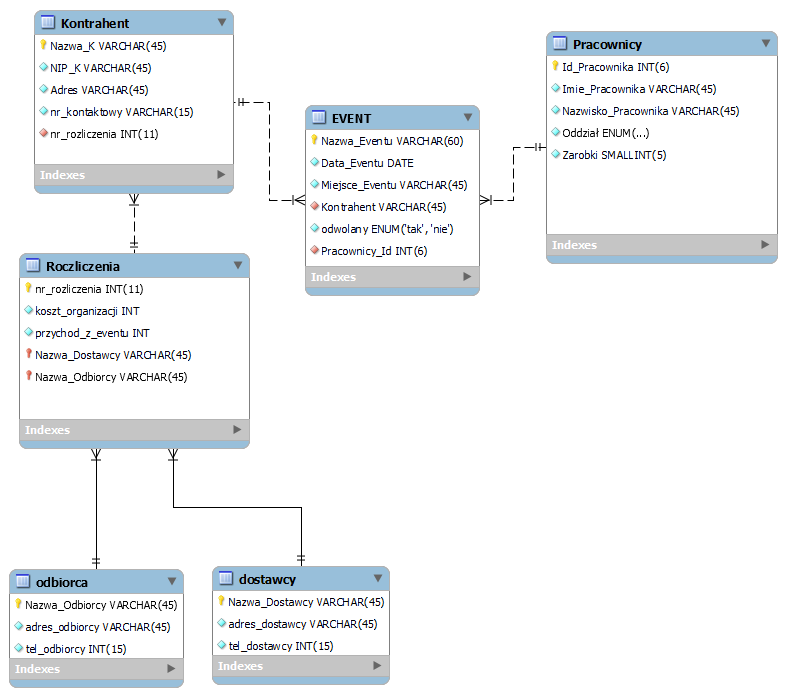 Kontrahent
Nazwa_K VARCHAR(45)
NIP_K VARCHAR(45)
Adres VARCHAR(45)
nr_kontaktowy VARCHAR(15)
nr_rozliczenia INT(11)
Indexes
EVENT
Nazwa_Eventu VARCHAR(60)
Data_Eventu DATE
Miejsce_Eventu VARCHAR(45)
Kontrahent VARCHAR(45)
odwolany ENUM('tak','nie')
Pracownicy_Id INT(6)
Indexes
Pracownicy
Id_Pracownika INT(6)
Imie_Pracownika VARCHAR(45)
Nazwisko_Pracownika VARCHAR(45)
Oddział ENUM(...)
Zarobki SMALLINT(5)
Indexes
Roczliczenia
nr_rozliczenia INT(11)
koszt_organizacji INT
przychod_z_eventu INT
Nazwa_Dostawcy VARCHAR(45)
Nazwa_Odbiorcy VARCHAR(45)
Indexes
odbiorca
Nazwa_Odbiorcy VARCHAR(45)
adres_odbiorcy VARCHAR(45)
tel_odbiorcy INT(15)
Indexes
dostawcy
Nazwa_Dostawcy VARCHAR(45)
adres_dostawcy VARCHAR(45)
tel_dostawcy INT(15)
Indexes